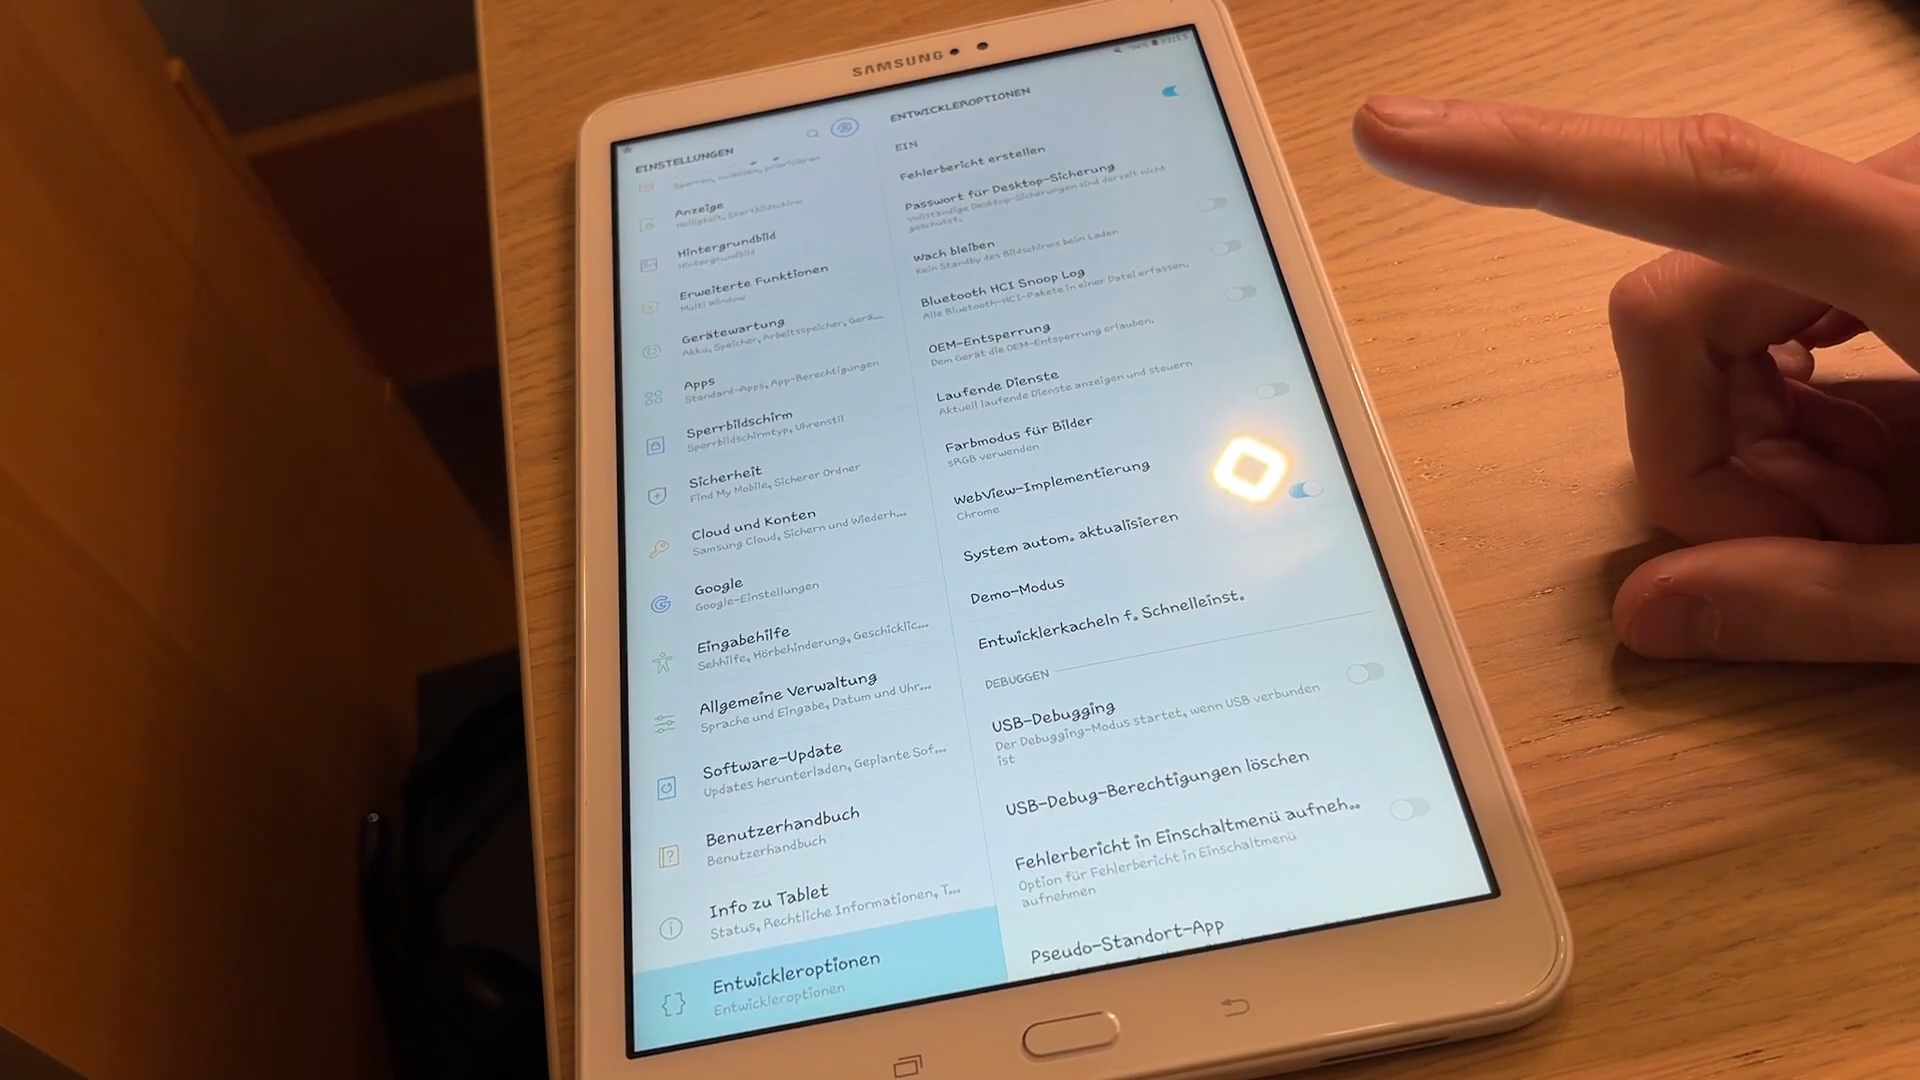 SAMSUNG
EINSTELLUNGEN
Sperren, zulassen, priorisieren
Anzeige
Helligkeit, Startbildschirm
Hintergrundbild
Hintergrundbild
Erweiterte Funktionen
Multi Window
Gerätewartung
Akku, Speicher, Arbeitsspeicher, Gerä...
Apps
Standard-Apps, App-Berechtigungen
Sperrbildschirm
Sperrbildschirmtyp, Uhrenstil
Sicherheit
Find My Mobile, Sicherer Ordner
Cloud und Konten
Samsung Cloud, Sichern und Wiederh...
Google
Google-Einstellungen
Eingabehilfe
Sehhilfe, Hörbehinderung, Geschicklic...
Allgemeine Verwaltung
Sprache und Eingabe, Datum und Uhr...
Software-Update
Updates herunterladen, Geplante Sof...
Benutzerhandbuch
Benutzerhandbuch
Info zu Tablet
Status, Rechtliche Informationen, T...
Entwickleroptionen
Entwickleroptionen
ENTWICKLEROPTIONEN
EIN
Fehlerbericht erstellen
Passwort für Desktop-Sicherung
Vollständige Desktop-Sicherungen sind derzeit nicht
geschützt.
Wach bleiben
Kein Standby des Bildschirms beim Laden
Bluetooth HCI Snoop Log
Alle Bluetooth-HCI-Pakete in einer Datei erfassen.
OEM-Entsperrung
Dem Gerät die OEM-Entsperrung erlauben.
Laufende Dienste
Aktuell laufende Dienste anzeigen und steuern
Farbmodus für Bilder
sRGB verwenden
WebView-Implementierung
Chrome
System autom. aktualisieren
Demo-Modus
Entwicklerkacheln f. Schnelleinst.
DEBUGGEN
USB-Debugging
Der Debugging-Modus startet, wenn USB verbunden
ist
USB-Debug-Berechtigungen löschen
Fehlerbericht in Einschaltmenü aufneh...
Option für Fehlerbericht in Einschaltmenü
aufnehmen
Pseudo-Standort-App